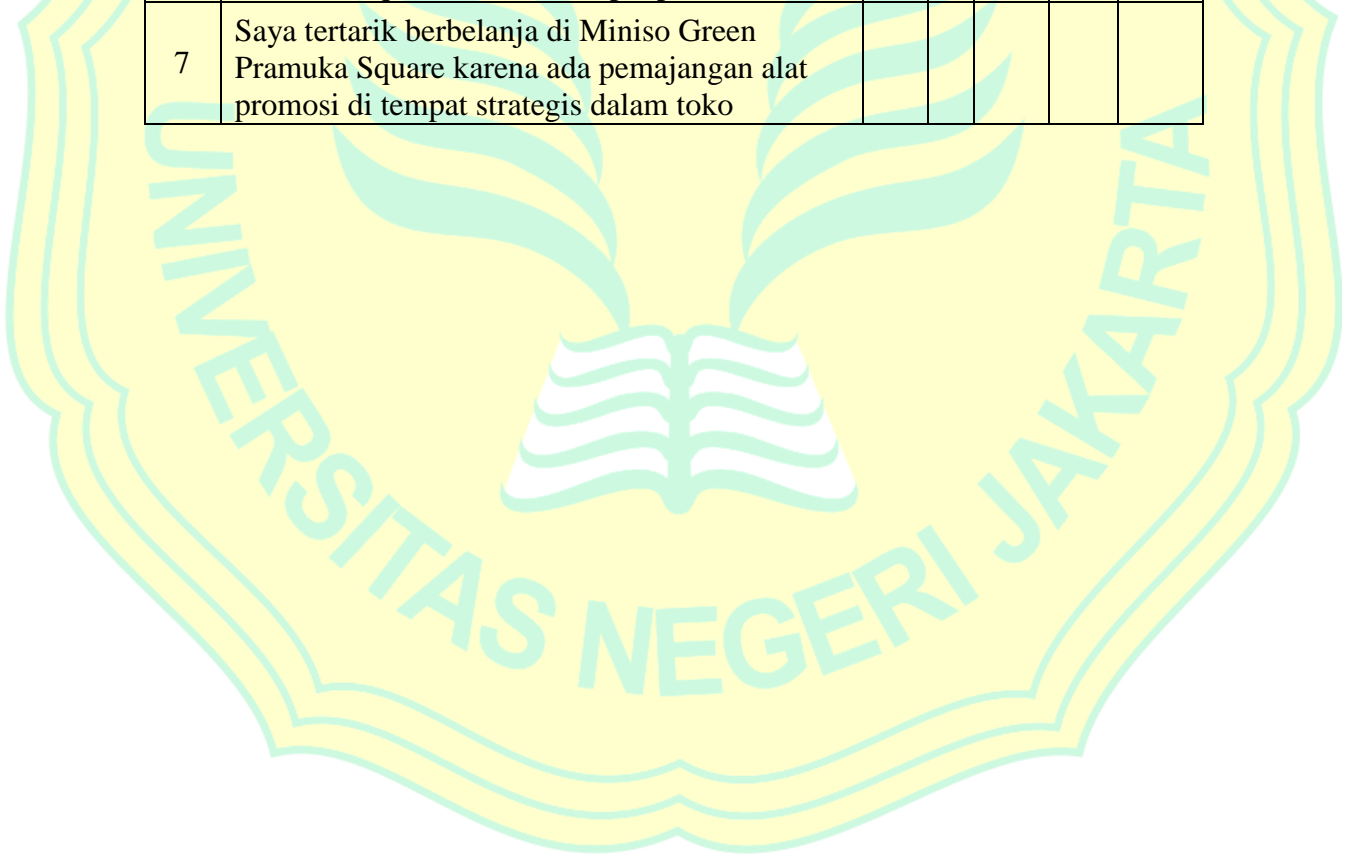 7
Saya tertarik berbelanja di Miniso Green
Pramuka Square karena ada pemajangan alat
promosi di tempat strategis dalam toko
UNIVERSITAS NEGERI JAKARTA